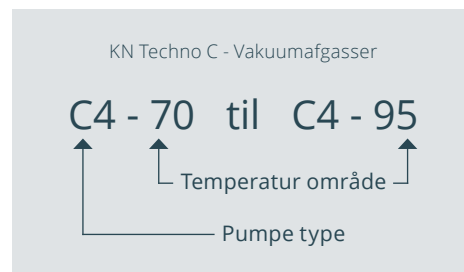 KN Techno C - Vakuumafgasser
C4 - 70 til C4 - 95
Temperatur område
Pumpe type